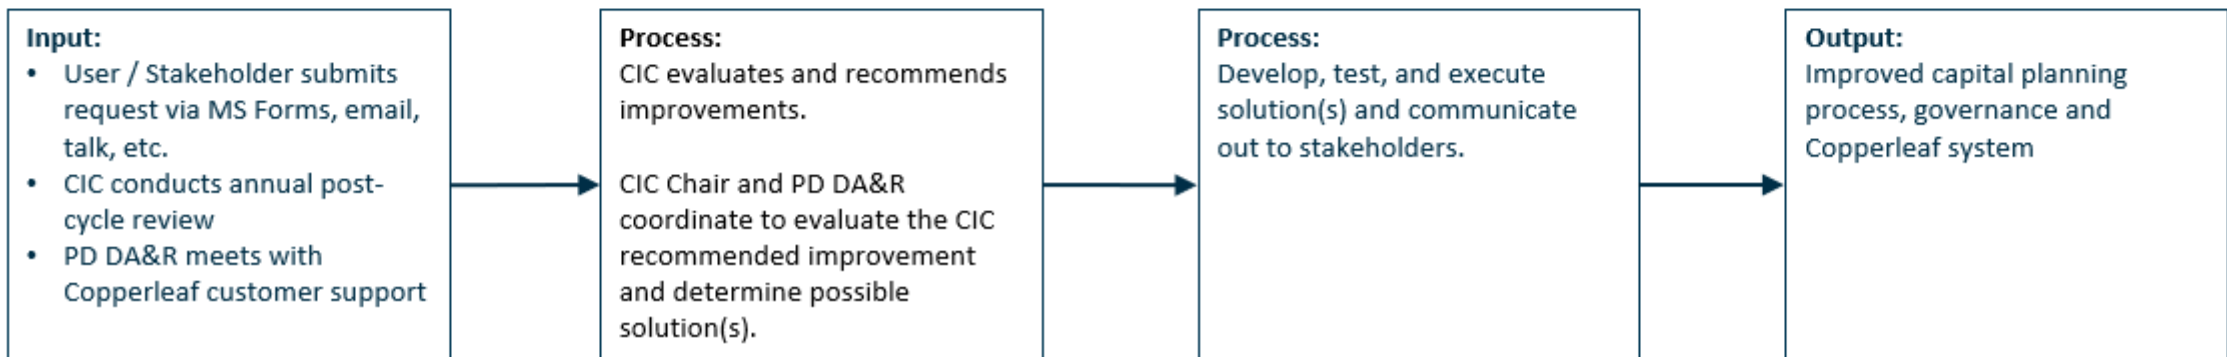 Input:
• User / Stakeholder submits
request via MS Forms, email,
talk, etc.
• CIC conducts annual post-
cycle review
• PD DA&R meets with
Copperleaf customer support
Process:
CIC evaluates and recommends
improvements.
CIC Chair and PD DA&R
coordinate to evaluate the CIC
recommended improvement
and determine possible
solution(s).
Process:
Develop, test, and execute
solution(s) and communicate
out to stakeholders.
Output:
Improved capital planning
process, governance and
Copperleaf system